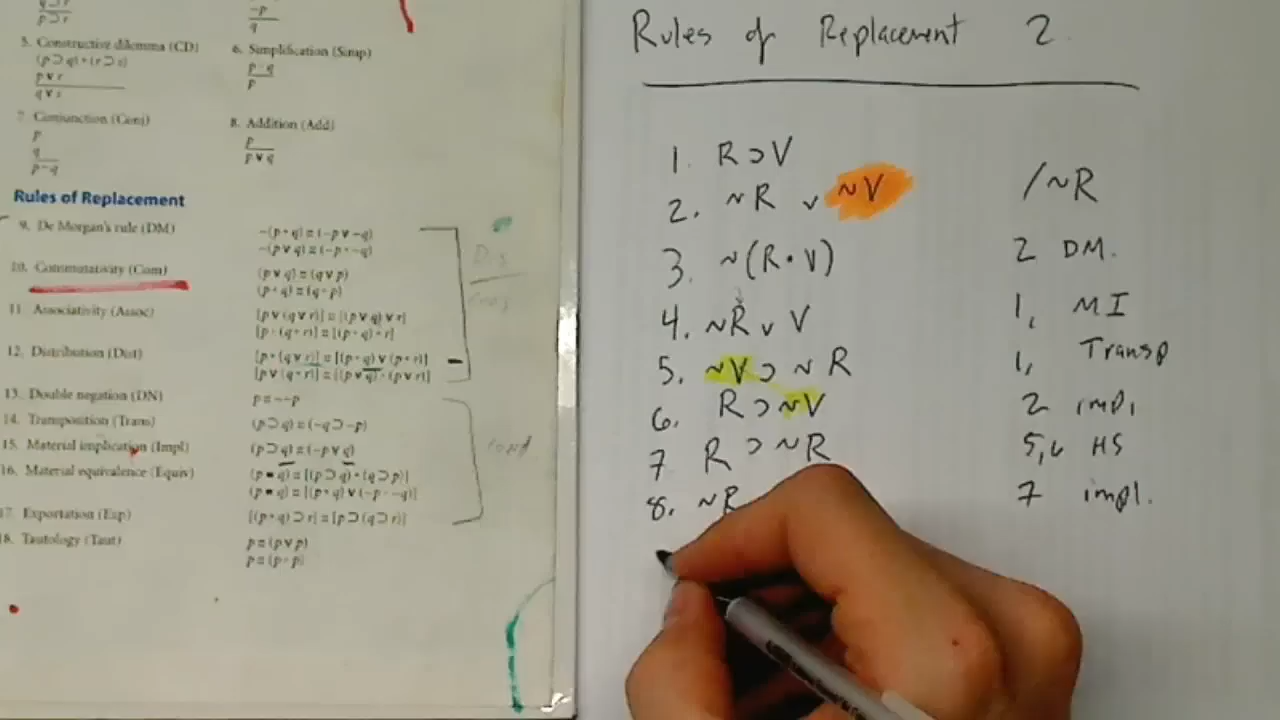 q ⊃ r
p ⊃ r
~p
q
5. Constructive dilemma (CD)
(p ⊃ q) • (r ⊃ s)
p v r
q v s
6. Simplification (Simp)
p • q
p
7. Conjunction (Conj)
p
q
p • q
8. Addition (Add)
p
p v q
Rules of Replacement
9. De Morgan's rule (DM)
~(p • q) ≡ (~p v ~q)
~(p v q) ≡ (~p • ~q)
10. Commutativity (Com)
(p v q) ≡ (q v p)
(p • q) ≡ (q • p)
11. Associativity (Assoc)
[p v (q v r)] ≡ [(p v q) v r]
[p • (q • r)] ≡ [(p • q) • r]
12. Distribution (Dist)
[p • (q v r)] ≡ [(p • q) v (p • r)]
[p v (q • r)] ≡ [(p v q) • (p v r)]
13. Double negation (DN)
p ≡ ~~p
14. Transposition (Trans)
(p ⊃ q) ≡ (~q ⊃ ~p)
15. Material implication (Impl)
(p ⊃ q) ≡ (~p v q)
16. Material equivalence (Equiv)
(p ≡ q) ≡ [(p ⊃ q) • (q ⊃ p)]
(p ≡ q) ≡ [(p • q) v (~p • ~q)]
17. Exportation (Exp)
[(p • q) ⊃ r] ≡ [p ⊃ (q ⊃ r)]
8. Tautology (Taut)
p ≡ (p v p)
p ≡ (p • p)
cond.
Rules of Replacement 2
1. R ⊃ V
2. ~R v ~V /~R
3. ~(R • V) 2 DM.
4. ~R v V 1, MI
5. ~V ⊃ ~R 1, Transp
6. R ⊃ ~V 2 impl
7 R ⊃ ~R 5,6 HS
8. ~R 7 impl.